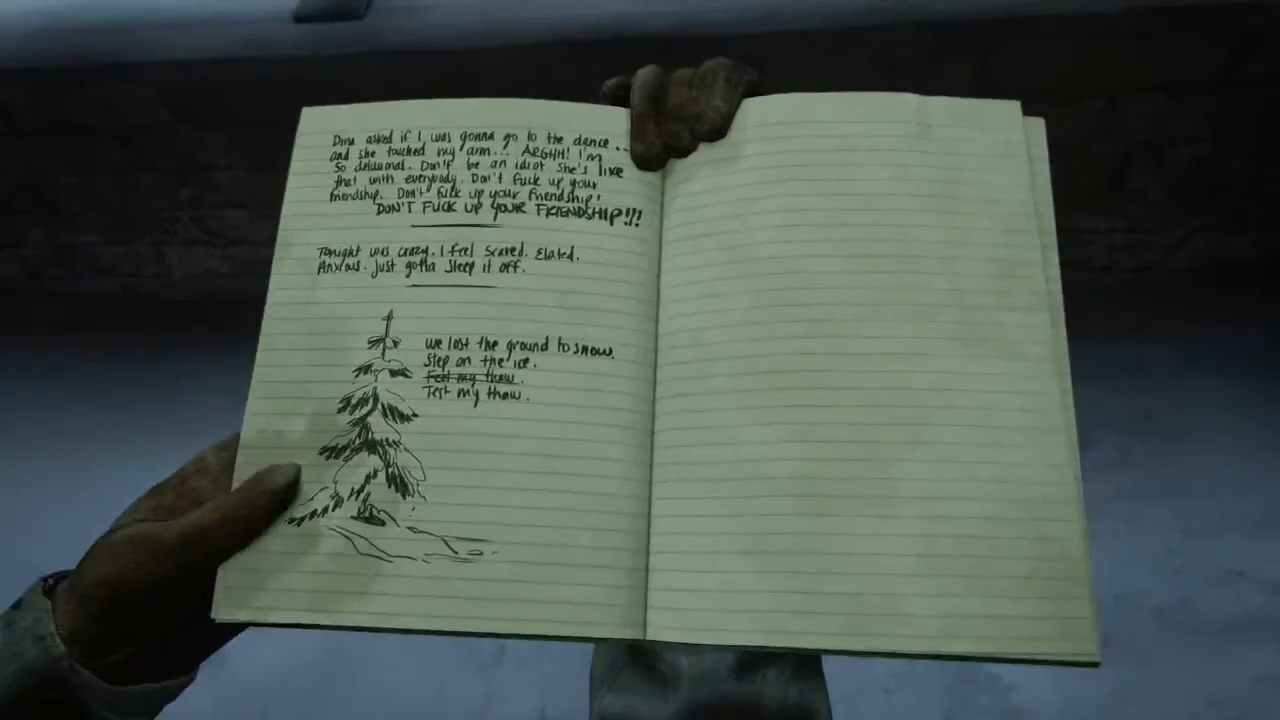 Dina asked if I was gonna go to the dance...
and she touched my arm... ARGHH! I'm
so delusional. Don't be an idiot she's like
that with everybody. Don't fuck up your
friendship. Don't fuck up your friendship!
DON'T FUCK UP YOUR FRIENDSHIP!!!
Tonight was crazy. I feel scared. Elated.
Anxious. Just gotta sleep it off.
we lost the ground to snow.
Step on the ice.
Feel my thaw.
Test my thaw.